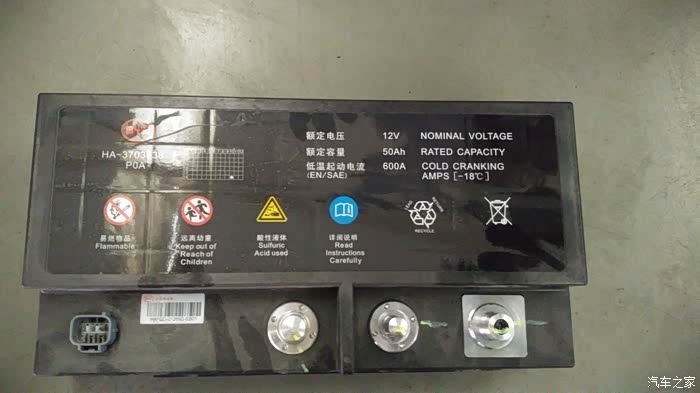 额定电压 12V NOMINAL VOLTAGE
额定容量 50Ah RATED CAPACITY
低温起动电流 600A COLD CRANKING
(EN/SAE) AMPS [-18℃]
P0A
易燃物品
Flammable
远离幼童
Keep out of
Reach of
Children
酸性液体
Sulfuric
Acid used
详阅说明
Read
Instructions
Carefully
RECYCLE
汽车之家